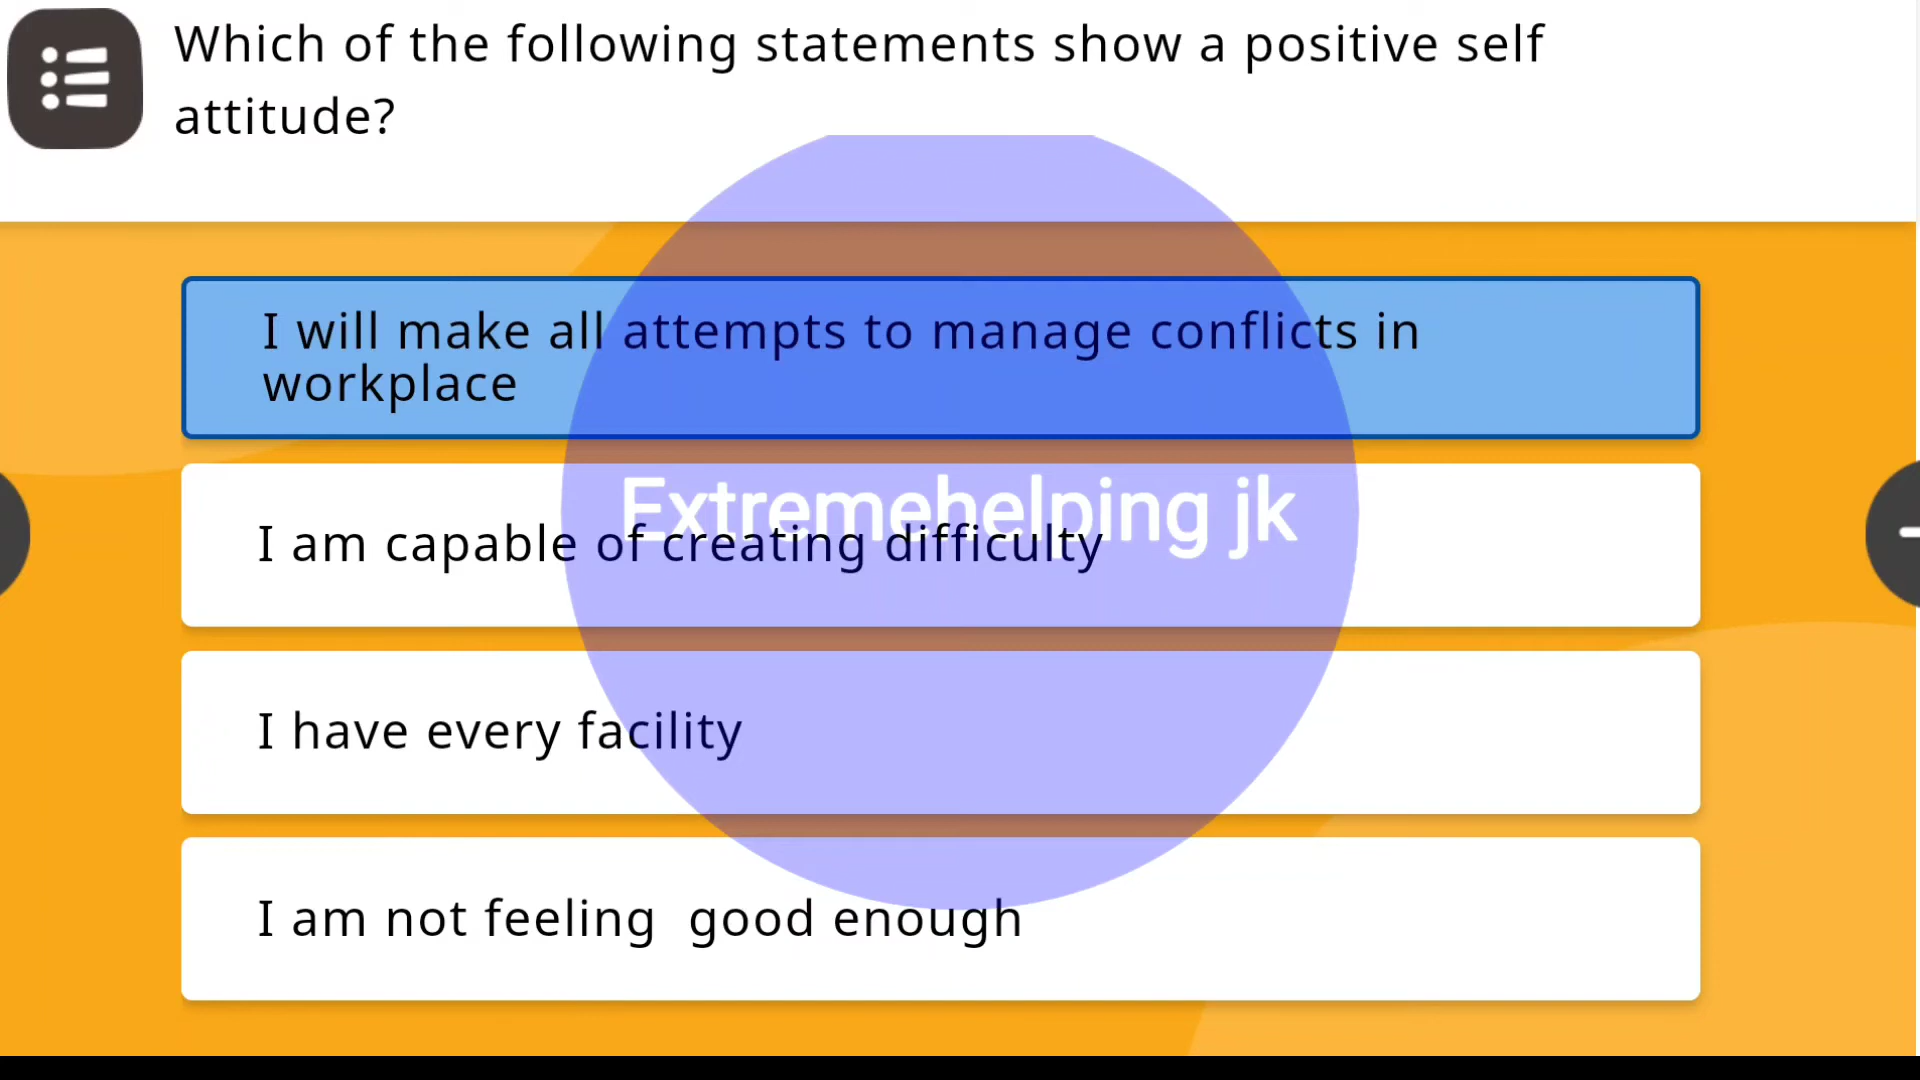 Which of the following statements show a positive self
attitude?
I will make all attempts to manage conflicts in
workplace
Extremehelping jk
I am capable of creating difficulty
I have every facility
I am not feeling  good enough